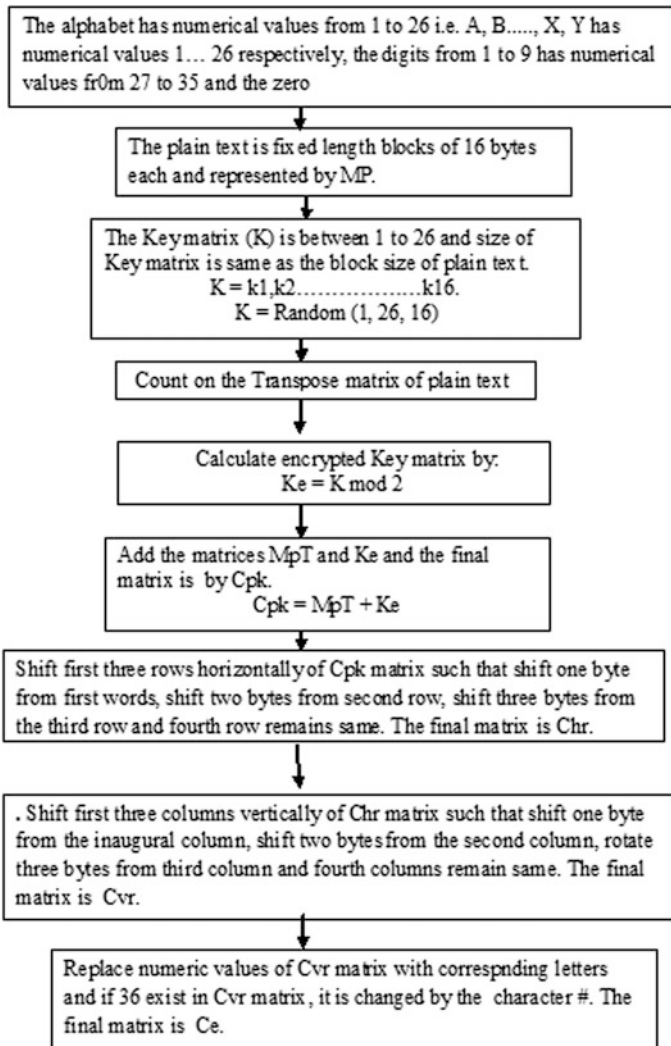 The alphabet has numerical values from 1 to 26 i.e. A, B....., X, Y has
numerical values 1... 26 respectively, the digits from 1 to 9 has numerical
values fr0m 27 to 35 and the zero
The plain text is fixed length blocks of 16 bytes
each and represented by MP.
The Key matrix (K) is between 1 to 26 and size of
Key matrix is same as the block size of plain text.
K = k1,k2..................k16.
K = Random (1, 26, 16)
Count on the Transpose matrix of plain text
Calculate encrypted Key matrix by:
Ke = K mod 2
Add the matrices MpT and Ke and the final
matrix is by Cpk.
Cpk = MpT + Ke
Shift first three rows horizontally of Cpk matrix such that shift one byte
from first words, shift two bytes from second row, shift three bytes from
the third row and fourth row remains same. The final matrix is Chr.
. Shift first three columns vertically of Chr matrix such that shift one byte
from the inaugural column, shift two bytes from the second column, rotate
three bytes from third column and fourth columns remain same. The final
matrix is Cvr.
Replace numeric values of Cvr matrix with correspnding letters
and if 36 exist in Cvr matrix, it is changed by the character #. The
final matrix is Ce.